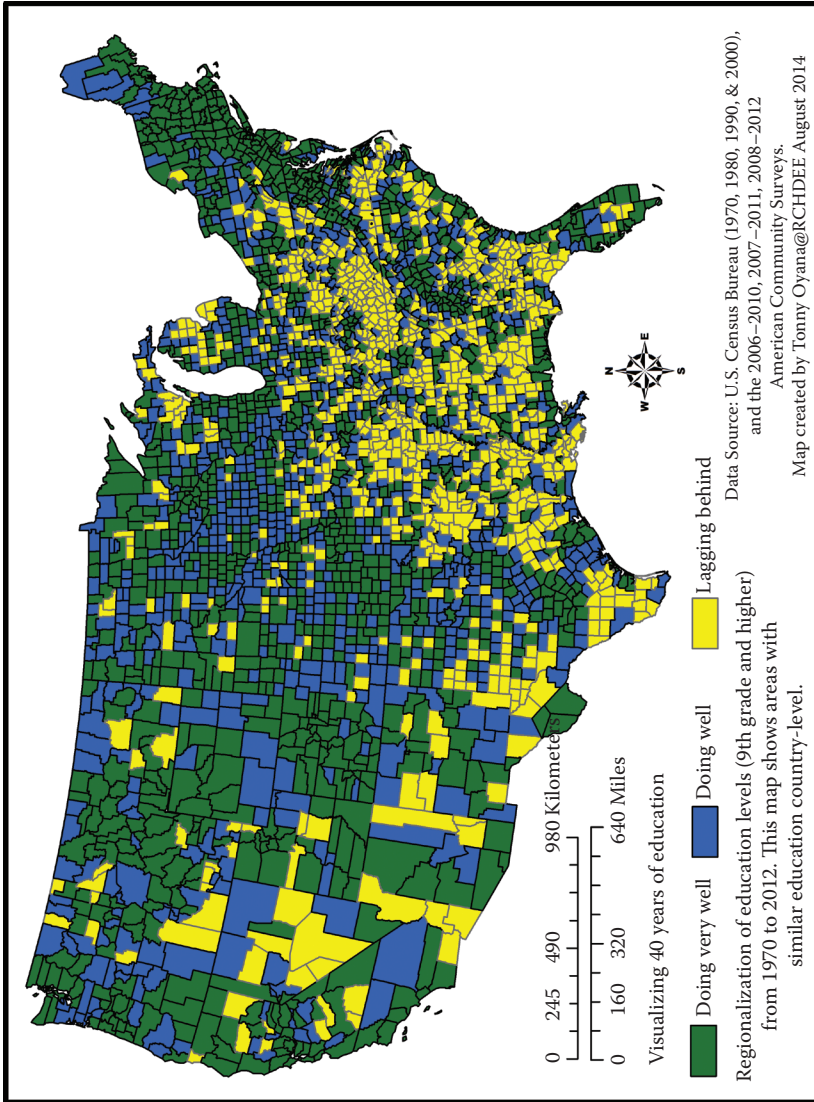 N
W
E
S
0 245 490 980 Kilometers
0 160 320 640 Miles
Visualizing 40 years of education
Doing very well
Doing well
Lagging behind
Regionalization of education levels (9th grade and higher)
from 1970 to 2012. This map shows areas with
similar education country-level.
Data Source: U.S. Census Bureau (1970, 1980, 1990, & 2000),
and the 2006–2010, 2007–2011, 2008–2012
American Community Surveys.
Map created by Tonny Oyana@RCHDEE August 2014